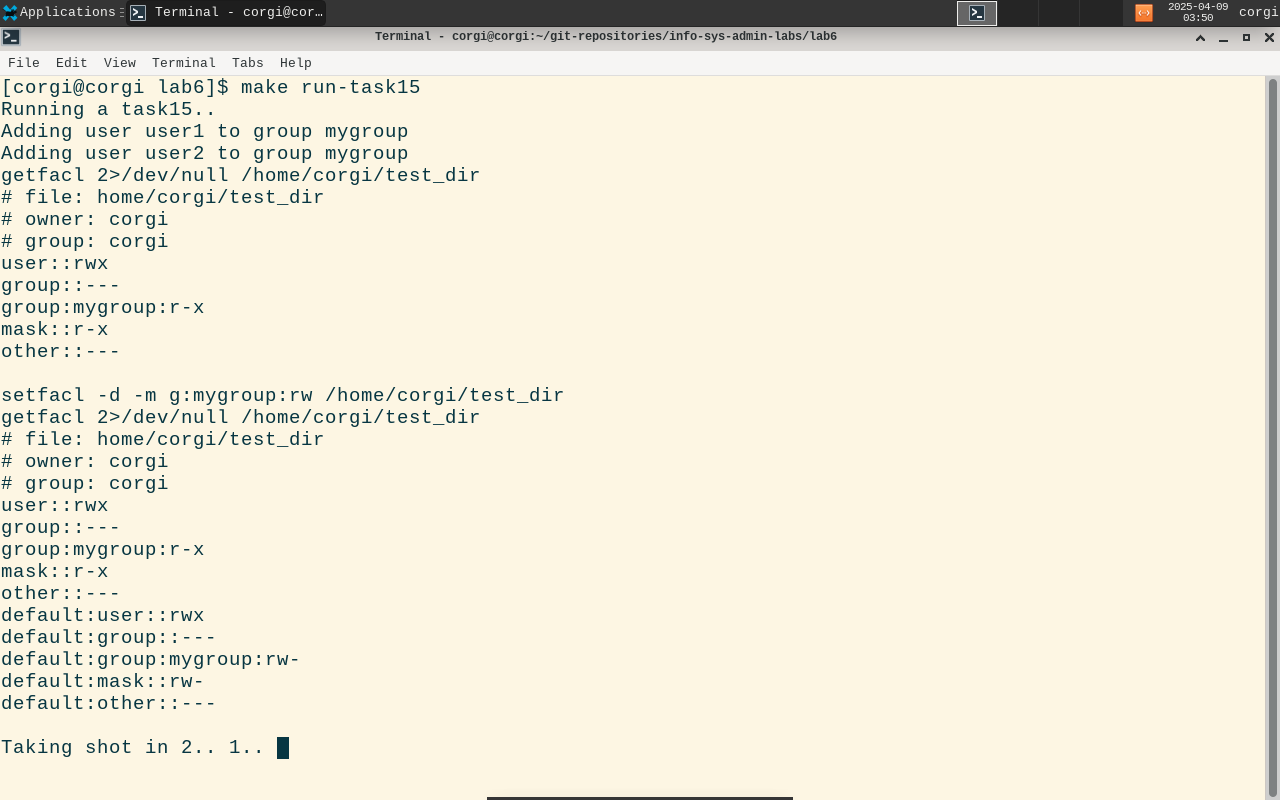 Applications
Terminal - corgi@cor...
2025-04-09
03:50
corgi
Terminal - corgi@corgi:~/git-repositories/info-sys-admin-labs/lab6
File Edit View Terminal Tabs Help
[corgi@corgi lab6]$ make run-task15
Running a task15..
Adding user user1 to group mygroup
Adding user user2 to group mygroup
getfacl 2>/dev/null /home/corgi/test_dir
# file: home/corgi/test_dir
# owner: corgi
# group: corgi
user::rwx
group::---
group:mygroup:r-x
mask::r-x
other::---
setfacl -d -m g:mygroup:rw /home/corgi/test_dir
getfacl 2>/dev/null /home/corgi/test_dir
# file: home/corgi/test_dir
# owner: corgi
# group: corgi
user::rwx
group::---
group:mygroup:r-x
mask::r-x
other::---
default:user::rwx
default:group::---
default:group:mygroup:rw-
default:mask::rw-
default:other::---
Taking shot in 2.. 1..